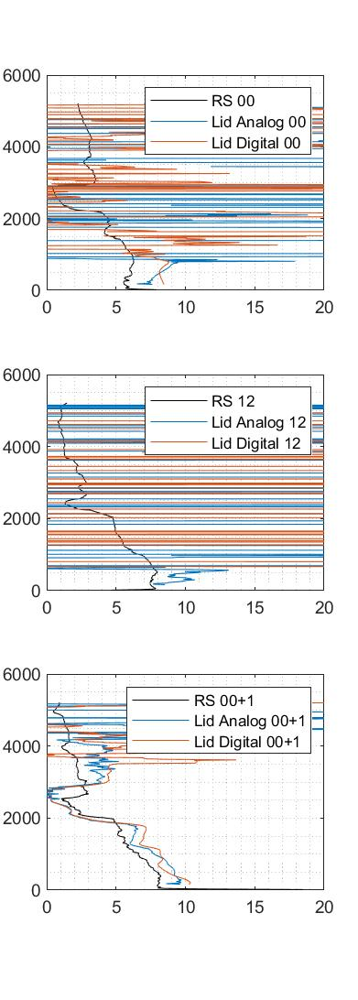 6000
RS 00
Lid Analog 00
4000
Lid Digital 00
2000
0
0 5 10 15 20
6000
RS 12
Lid Analog 12
4000
Lid Digital 12
2000
0
0 5 10 15 20
6000
RS 00+1
Lid Analog 00+1
4000
Lid Digital 00+1
2000
0
0 5 10 15 20